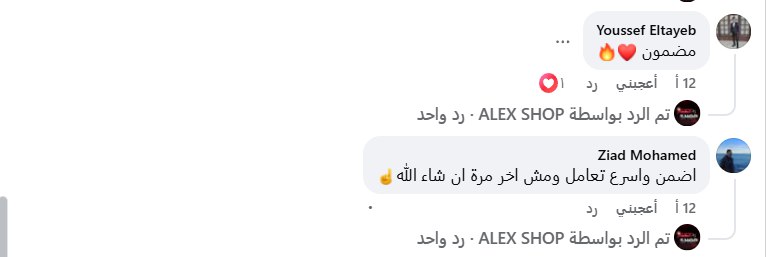 Youssef Eltayeb
مضمون ❤️🔥
12 أ أعجبني رد ١
تم الرد بواسطة ALEX SHOP · رد واحد
Ziad Mohamed
اضمن واسرع تعامل ومش اخر مرة ان شاء الله☝
12 أ أعجبني رد
تم الرد بواسطة ALEX SHOP · رد واحد